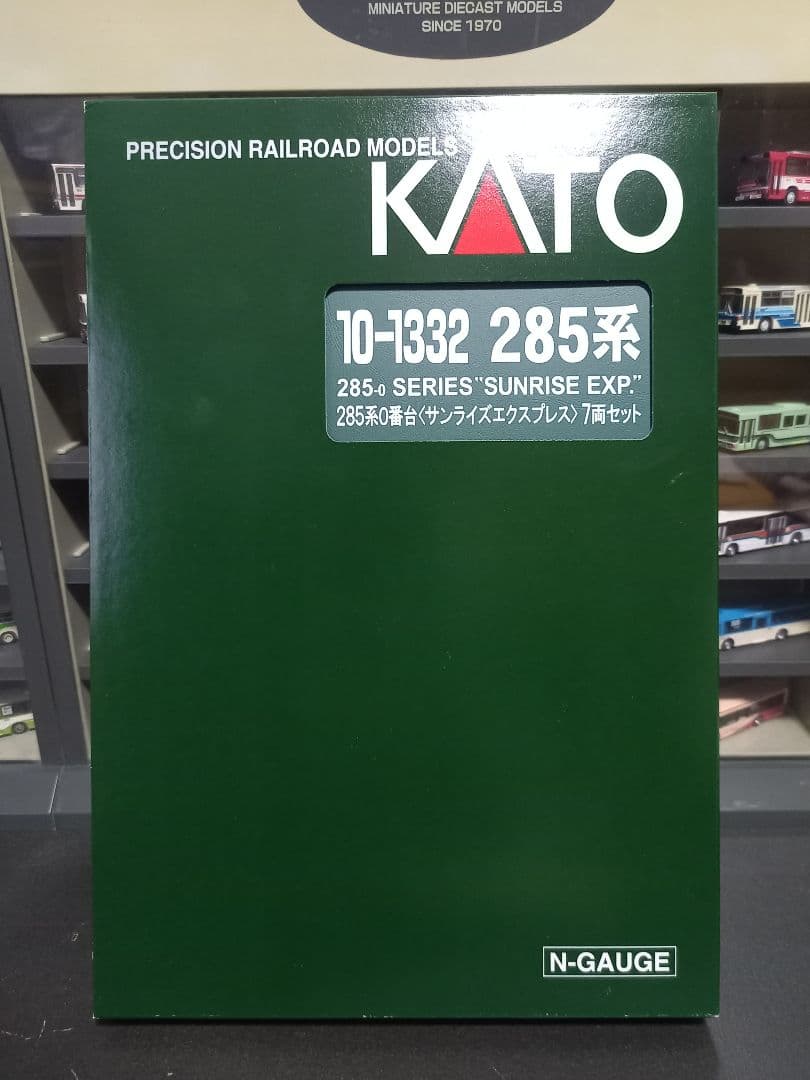 MINIATURE DIECAST MODELS
SINCE 1970
PRECISION RAILROAD MODELS
KATO
10-1332 285系
285-0 SERIES "SUNRISE EXP."
285系0番台〈サンライズエクスプレス〉7両セット
N-GAUGE